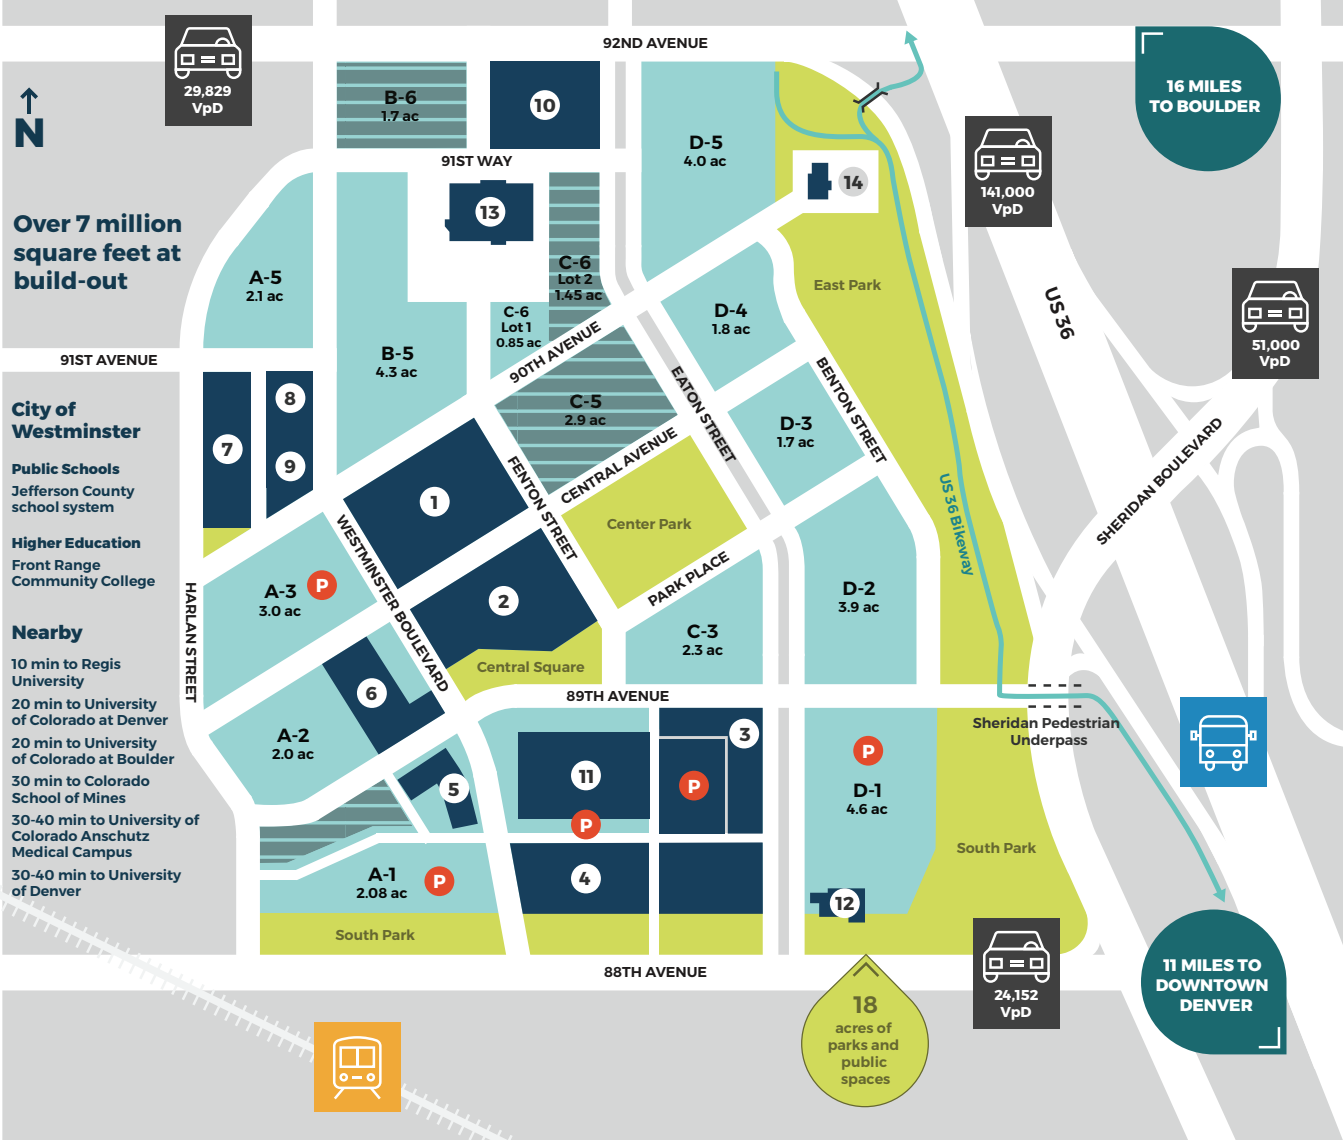 92ND AVENUE
29,829
VpD
N
B-6
1.7 ac
10
91ST WAY
D-5
4.0 ac
14
16 MILES
TO BOULDER
141,000
VpD
Over 7 million
square feet at
build-out
13
A-5
2.1 ac
C-6
Lot 2
1.45 ac
C-6
Lot 1
0.85 ac
East Park
D-4
1.8 ac
US 36
51,000
VpD
91ST AVENUE
B-5
4.3 ac
90TH AVENUE
EATON STREET
BENTON STREET
City of
Westminster
Public Schools
Jefferson County
school system
Higher Education
Front Range
Community College
Nearby
10 min to Regis
University
20 min to University
of Colorado at Denver
20 min to University
of Colorado at Boulder
30 min to Colorado
School of Mines
30-40 min to University of
Colorado Anschutz
Medical Campus
30-40 min to University
of Denver
7
8
9
C-5
2.9 ac
D-3
1.7 ac
SHERIDAN BOULEVARD
1
FENTON STREET
CENTRAL AVENUE
Center Park
US 36 Bikeway
WESTMINSTER BOULEVARD
HARLAN STREET
A-3
3.0 ac
P
2
PARK PLACE
D-2
3.9 ac
C-3
2.3 ac
Central Square
6
89TH AVENUE
A-2
2.0 ac
Sheridan Pedestrian
Underpass
3
5
11
P
P
P
D-1
4.6 ac
South Park
A-1
2.08 ac
P
4
12
South Park
88TH AVENUE
24,152
VpD
11 MILES TO
DOWNTOWN
DENVER
18
acres of
parks and
public
spaces